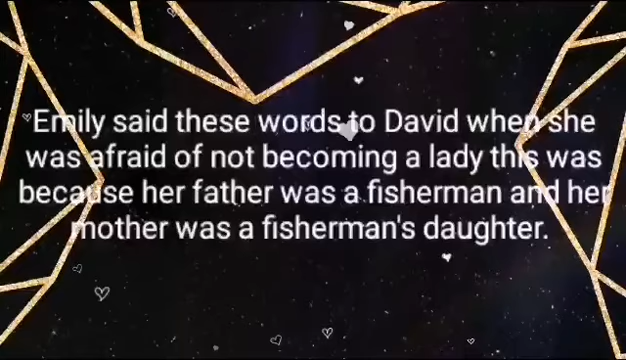 Emily said these words to David when she
was afraid of not becoming a lady this was
because her father was a fisherman and her
mother was a fisherman's daughter.